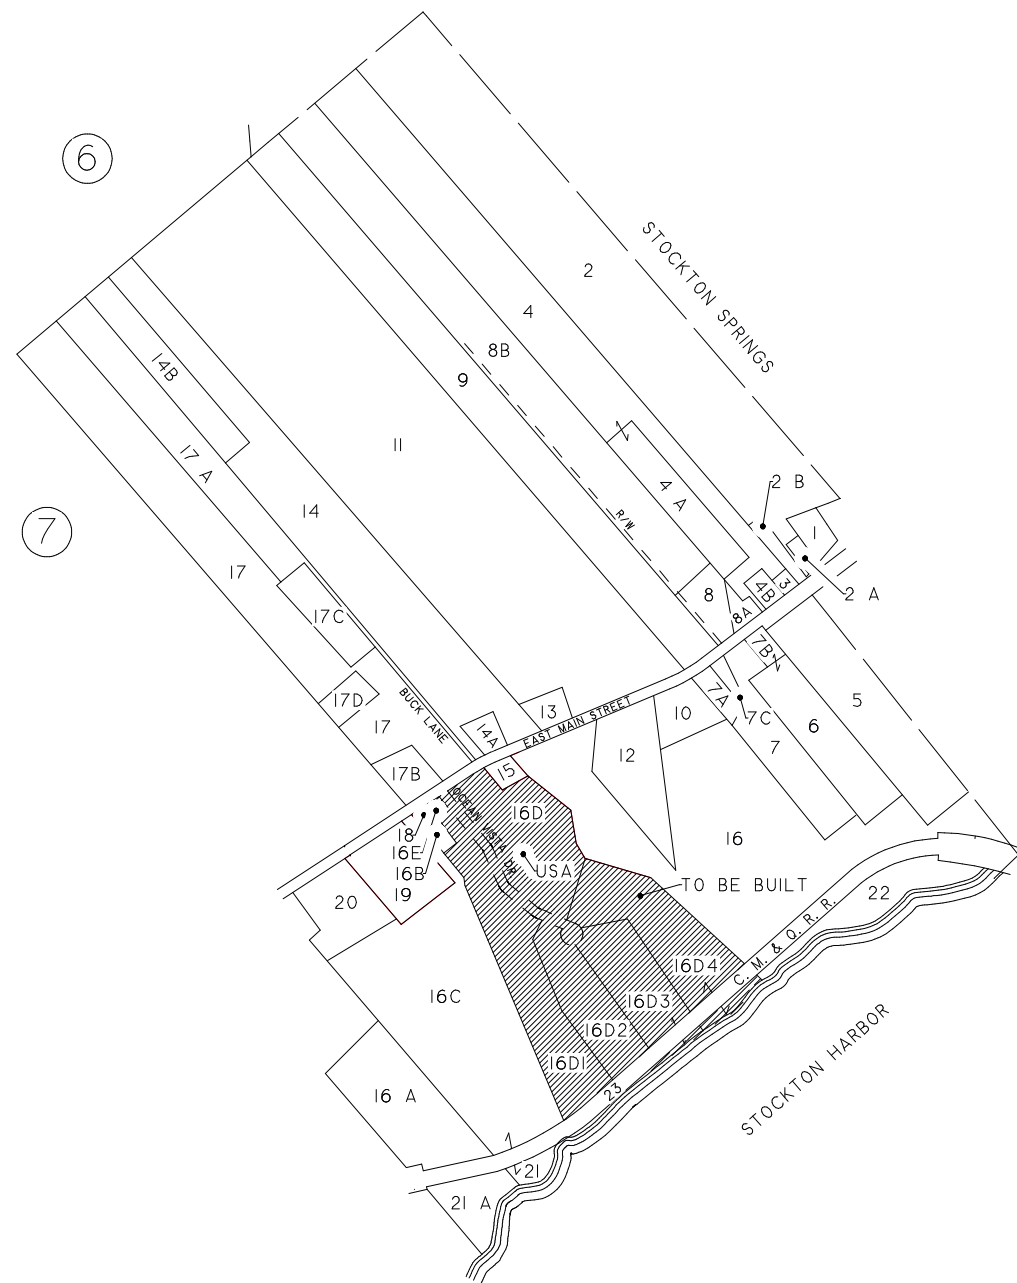 6
2
STOCKTON SPRINGS
4
8B
14B
9
11
17 A
2 B
4 A
14
R/W
1
7
17
3
4B
2 A
8
17C
8A
7B
17D
BUCK LANE
7A
5
13
EAST MAIN STREET
10
7C
17
14A
6
12
7
17B
15
OCEAN VISTA DR
16D
18
16E
16
16B
USA
TO BE BUILT
19
20
22
C. M. & Q. R. R.
16D4
16C
16D3
16D2
STOCKTON HARBOR
16D1
16 A
23
21
21 A